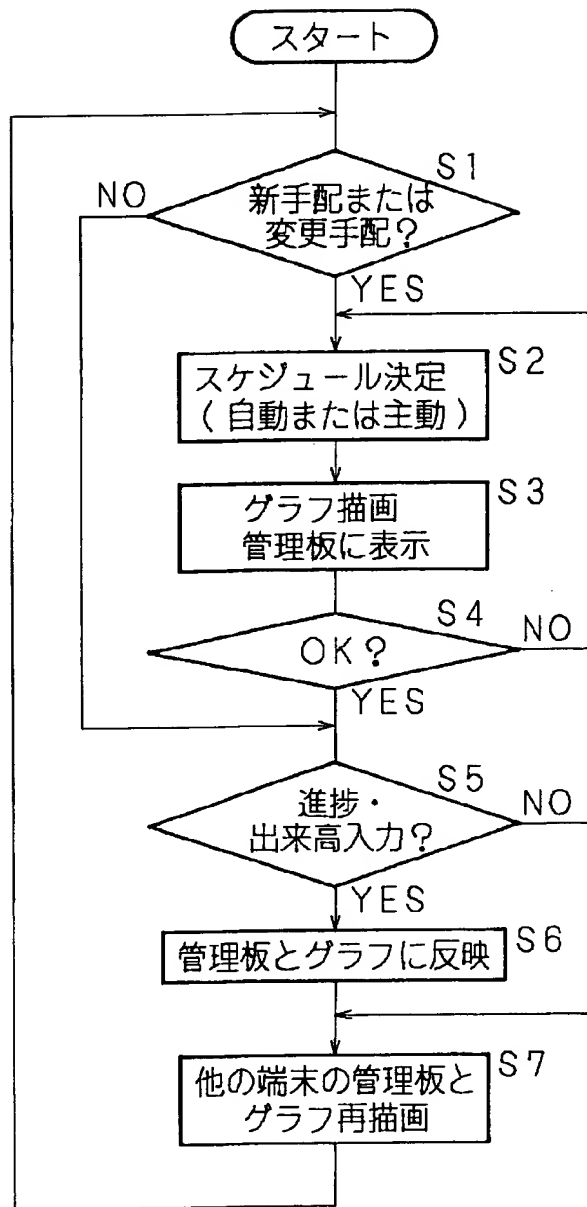 スタート
S1
NO
新手配または
変更手配?
YES
S2
スケジュール決定
(自動または主動)
S3
グラフ描画
管理板に表示
S4
OK?
NO
YES
S5
進捗・
出来高入力?
NO
YES
S6
管理板とグラフに反映
S7
他の端末の管理板と
グラフ再描画